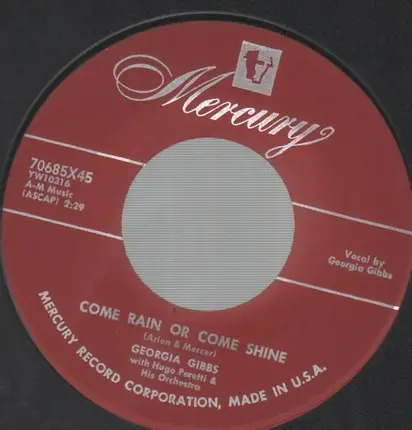 Mercury
70685X45
YW10316
A-M Music
(ASCAP) 2:29
Vocal by
Georgia Gibbs
COME RAIN OR COME SHINE
(Arlen & Mercer)
GEORGIA GIBBS
with Hugo Peretti &
His Orchestra
MERCURY RECORD CORPORATION, MADE IN U.S.A.